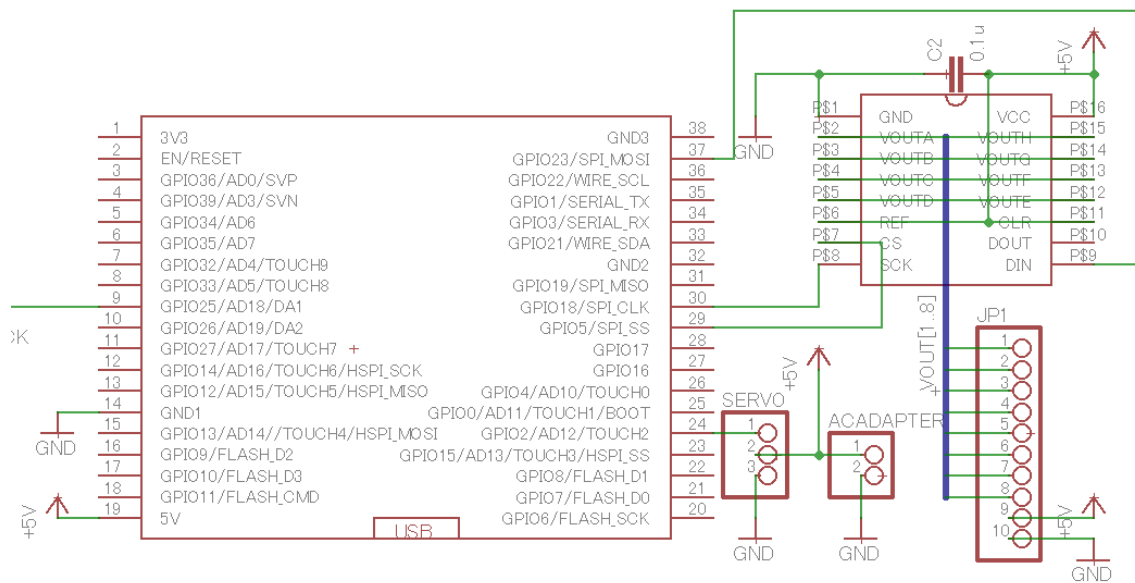 1 3V3
2 EN/RESET
3 GPIO36/AD0/SVP
4 GPIO39/AD3/SVN
5 GPIO34/AD6
6 GPIO35/AD7
7 GPIO32/AD4/TOUCH9
8 GPIO33/AD5/TOUCH8
9 GPIO25/AD18/DA1
10 GPIO26/AD19/DA2
11 GPIO27/AD17/TOUCH7
12 GPIO14/AD16/TOUCH6/HSPI_SCK
13 GPIO12/AD15/TOUCH5/HSPI_MISO
14 GND1
15 GPIO13/AD14//TOUCH4/HSPI_MOSI
16 GPIO9/FLASH_D2
17 GPIO10/FLASH_D3
18 GPIO11/FLASH_CMD
19 5V
GND
+5V
USB
GND3 38
GPIO23/SPI_MOSI 37
GPIO22/WIRE_SCL 36
GPIO1/SERIAL_TX 35
GPIO3/SERIAL_RX 34
GPIO21/WIRE_SDA 33
GND2 32
GPIO19/SPI_MISO 31
GPIO18/SPI_CLK 30
GPIO5/SPI_SS 29
GPIO17 28
GPIO16 27
GPIO4/AD10/TOUCH0 26
GPIO0/AD11/TOUCH1/BOOT 25
GPIO2/AD12/TOUCH2 24
GPIO15/AD13/TOUCH3/HSPI_SS 23
GPIO8/FLASH_D1 22
GPIO7/FLASH_D0 21
GPIO6/FLASH_SCK 20
C2
0.1u
+5V
GND
P$1 GND VCC P$16
P$2 VOUTA VOUTH P$15
P$3 VOUTB VOUTG P$14
P$4 VOUTC VOUTF P$13
P$5 VOUTD VOUTE P$12
P$6 REF CLR P$11
P$7 CS DOUT P$10
P$8 SCK DIN P$9
VOUT[1..8]
+5V
SERVO
1
2
3
GND
ACADAPTER
1
2
GND
JP1
1
2
3
4
5
6
7
8
9
10
+5V
GND